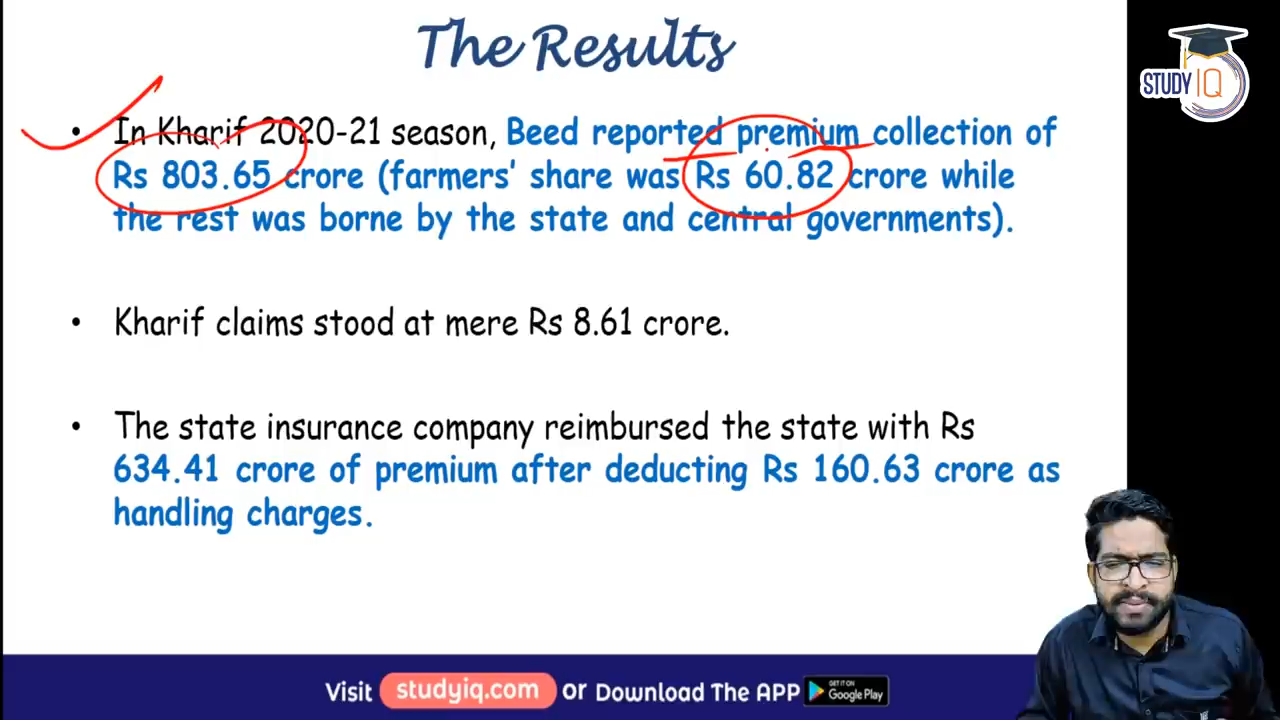 The Results
STUDY IQ
• In Kharif 2020-21 season, Beed reported premium collection of
Rs 803.65 crore (farmers' share was Rs 60.82 crore while
the rest was borne by the state and central governments).
• Kharif claims stood at mere Rs 8.61 crore.
• The state insurance company reimbursed the state with Rs
634.41 crore of premium after deducting Rs 160.63 crore as
handling charges.
Visit studyiq.com or Download The APP GET IT ON Google Play